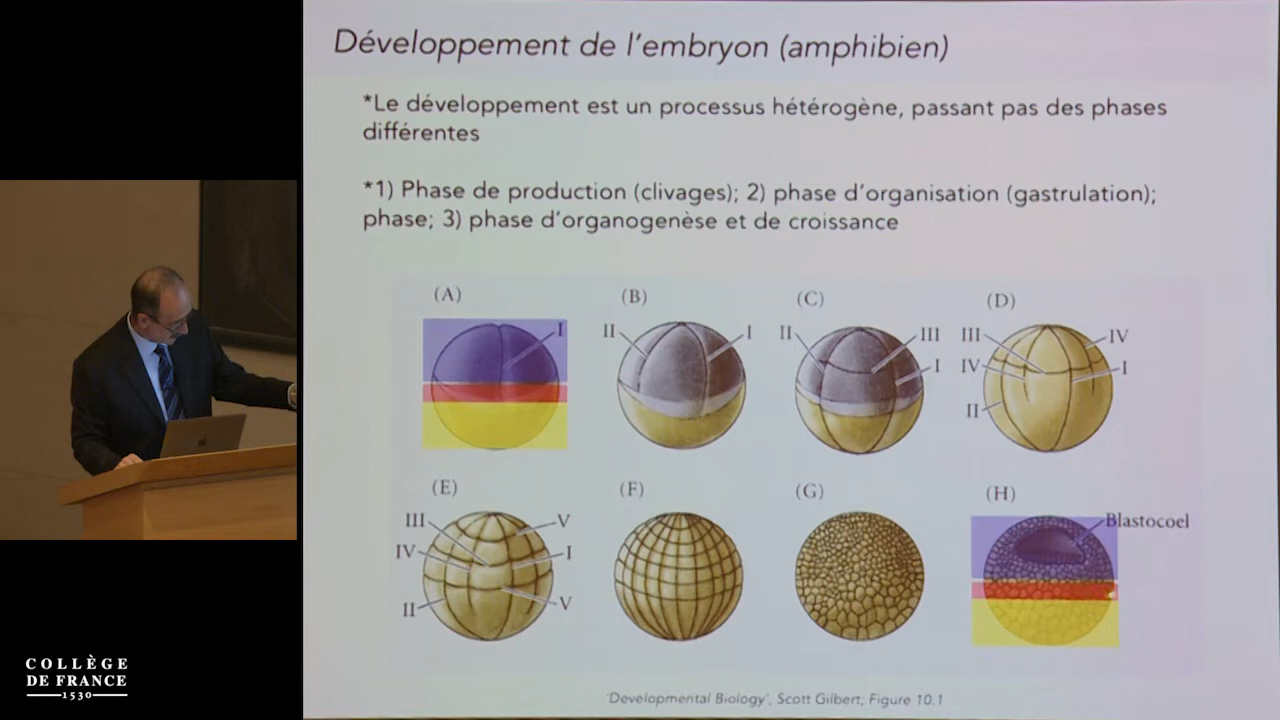 Développement de l'embryon (amphibien)
*Le développement est un processus hétérogène, passant pas des phases
différentes
*1) Phase de production (clivages); 2) phase d'organisation (gastrulation);
phase; 3) phase d'organogenèse et de croissance
(A) (B) (C) (D)
I II I II III I III IV IV I II
(E) (F) (G) (H)
III V IV I II V Blastocoel
'Developmental Biology', Scott Gilbert; Figure 10.1
COLLÈGE
DE FRANCE
1530